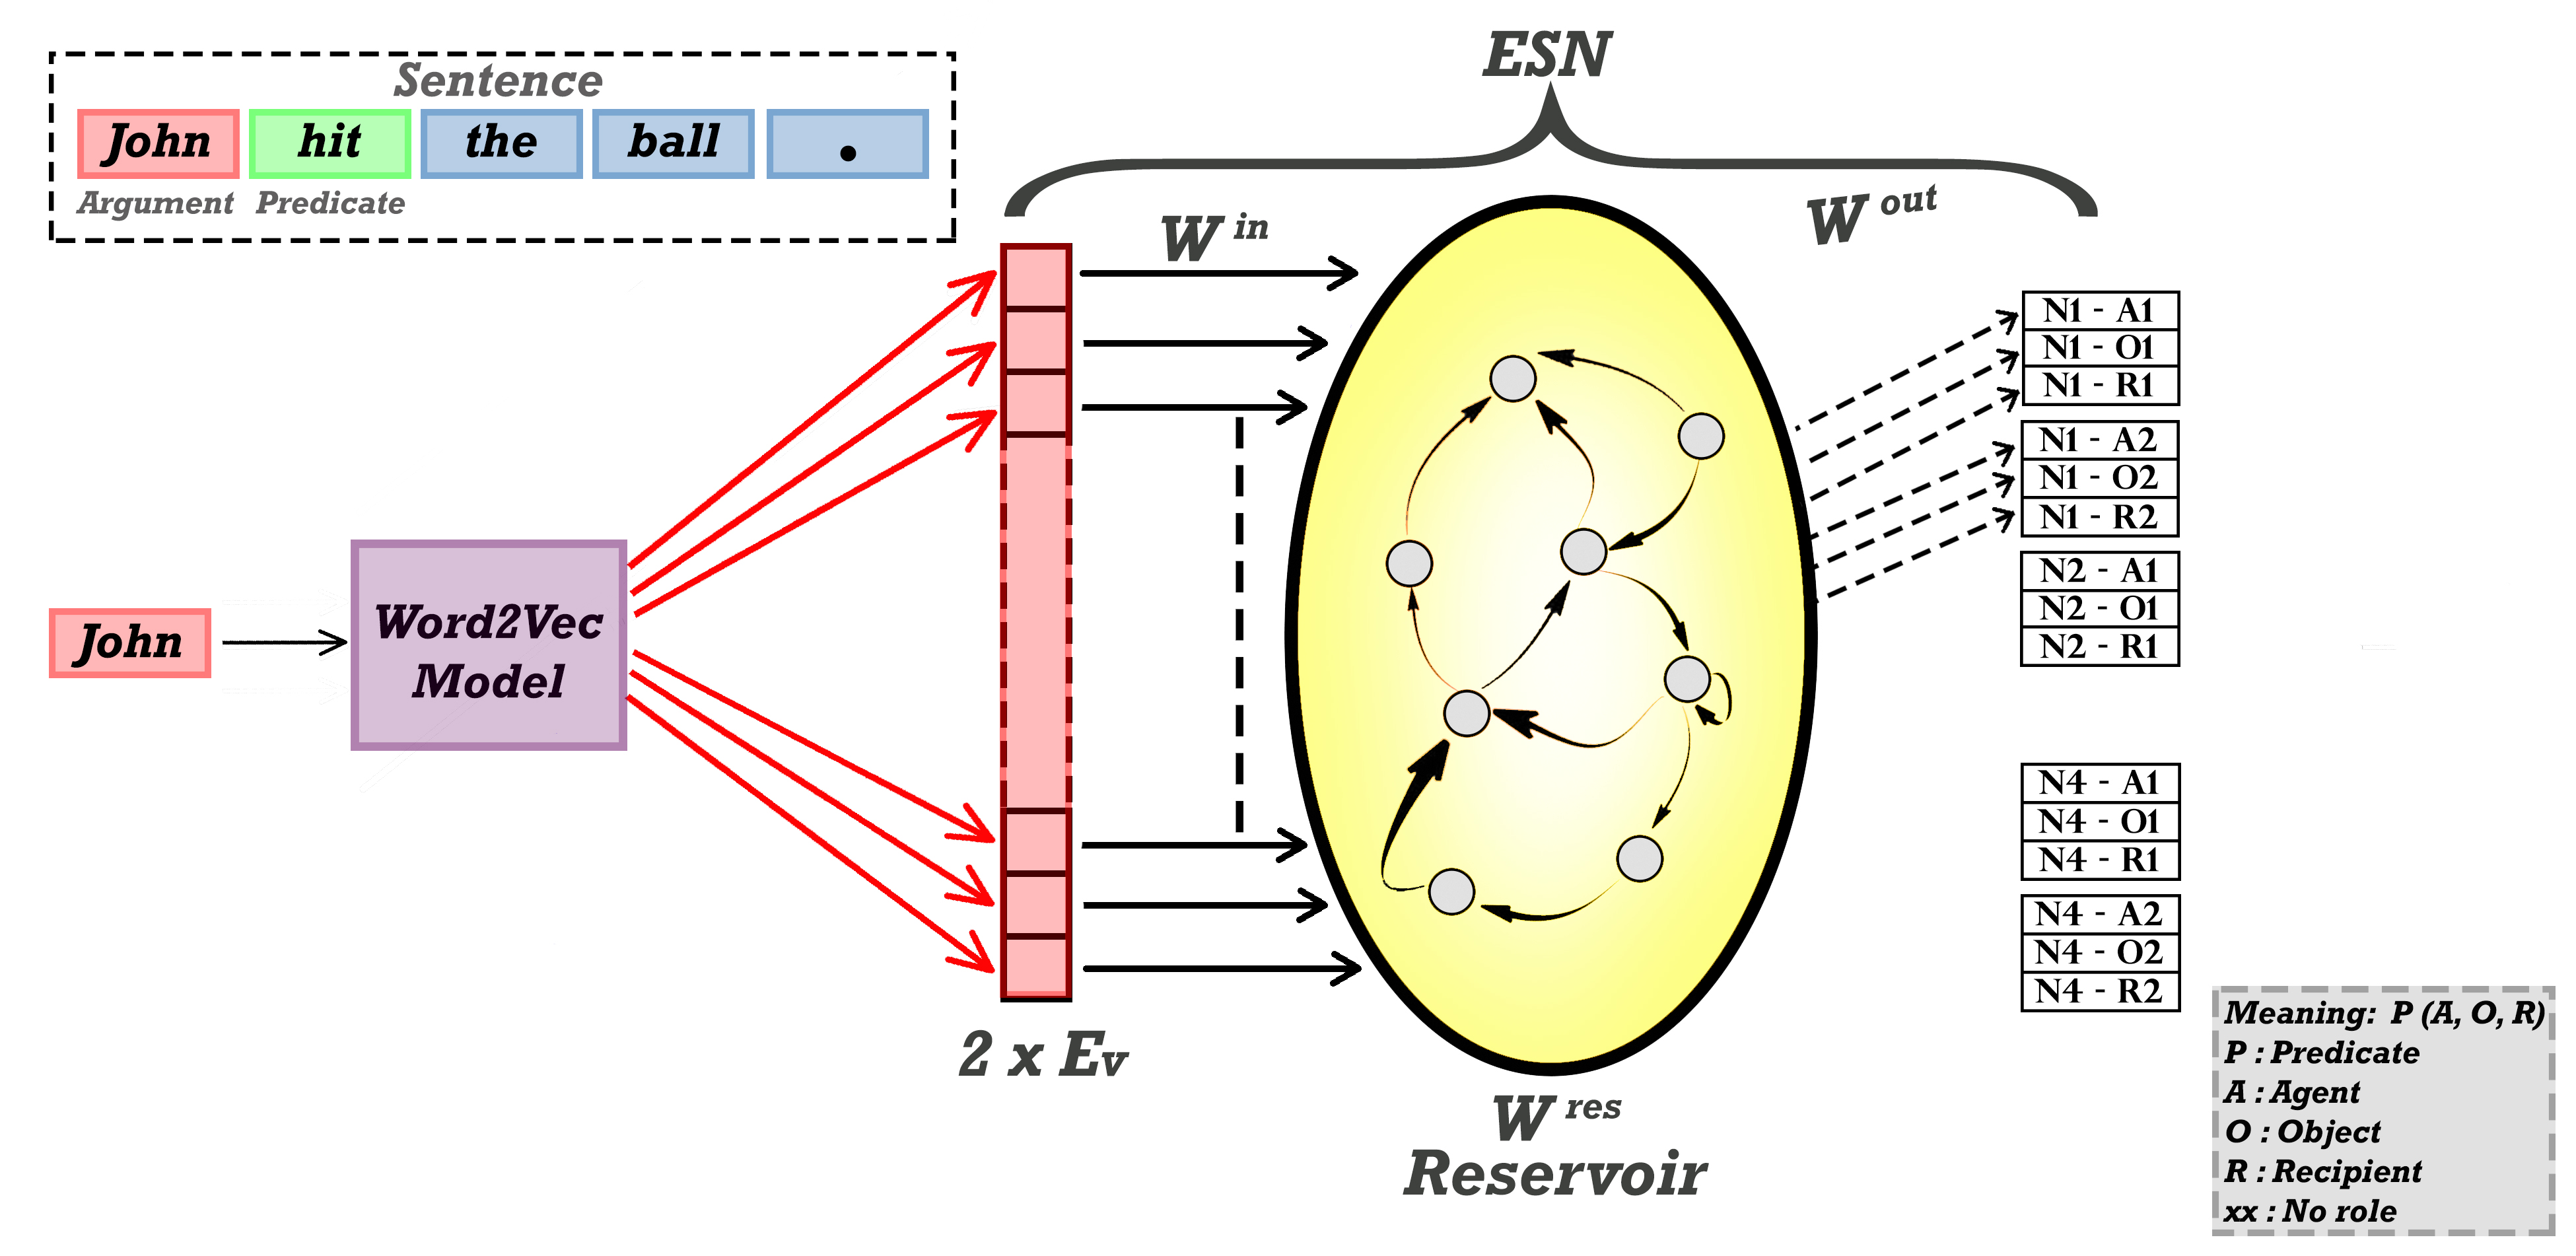 Sentence
John hit the ball .
Argument Predicate
ESN
W in
W out
John
Word2Vec
Model
2 x Ev
W res
Reservoir
N1 - A1
N1 - O1
N1 - R1
N1 - A2
N1 - O2
N1 - R2
N2 - A1
N2 - O1
N2 - R1
N4 - A1
N4 - O1
N4 - R1
N4 - A2
N4 - O2
N4 - R2
Meaning: P (A, O, R)
P : Predicate
A : Agent
O : Object
R : Recipient
xx : No role